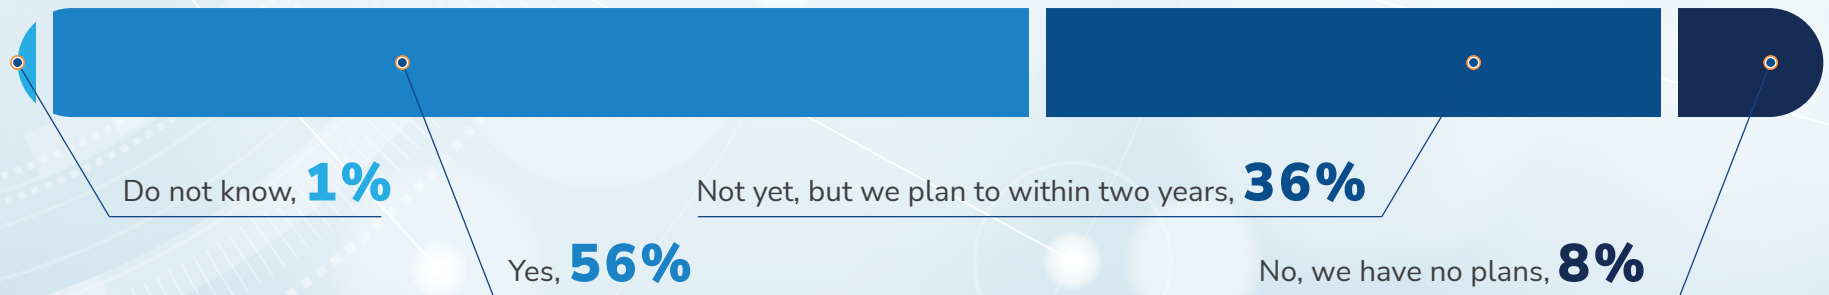 Do not know, 1%
Not yet, but we plan to within two years, 36%
Yes, 56%
No, we have no plans, 8%